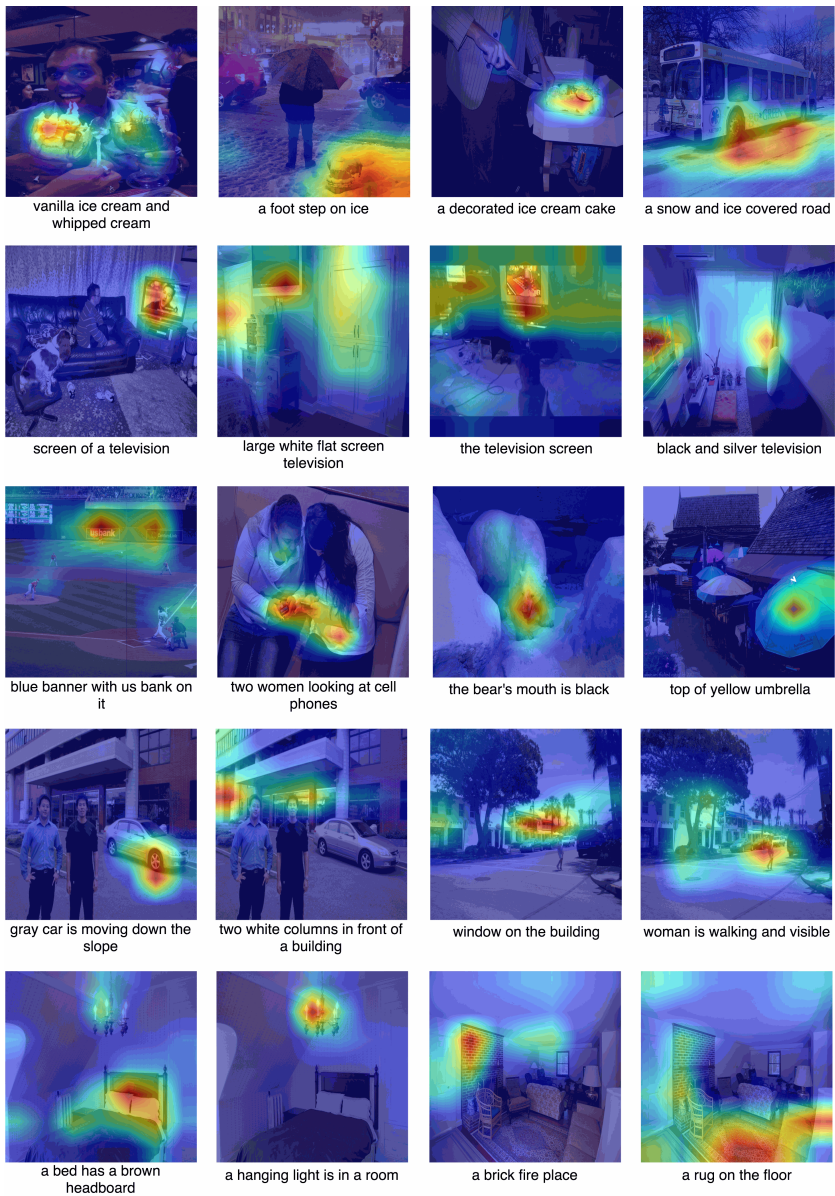 vanilla ice cream and
whipped cream
a foot step on ice
a decorated ice cream cake
a snow and ice covered road
screen of a television
large white flat screen
television
the television screen
black and silver television
usbank
blue banner with us bank on
it
two women looking at cell
phones
the bear's mouth is black
top of yellow umbrella
gray car is moving down the
slope
two white columns in front of
a building
window on the building
woman is walking and visible
a bed has a brown
headboard
a hanging light is in a room
a brick fire place
a rug on the floor